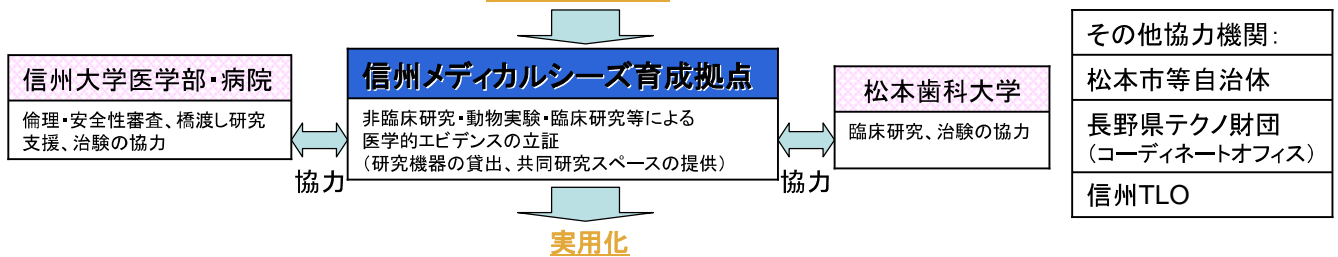 信州大学医学部・病院
倫理・安全性審査、橋渡し研究
支援、治験の協力
協力
信州メディカルシーズ育成拠点
非臨床研究・動物実験・臨床研究等による
医学的エビデンスの立証
（研究機器の貸出、共同研究スペースの提供）
協力
松本歯科大学
臨床研究、治験の協力
その他協力機関：
松本市等自治体
長野県テクノ財団
（コーディネートオフィス）
信州TLO
実用化